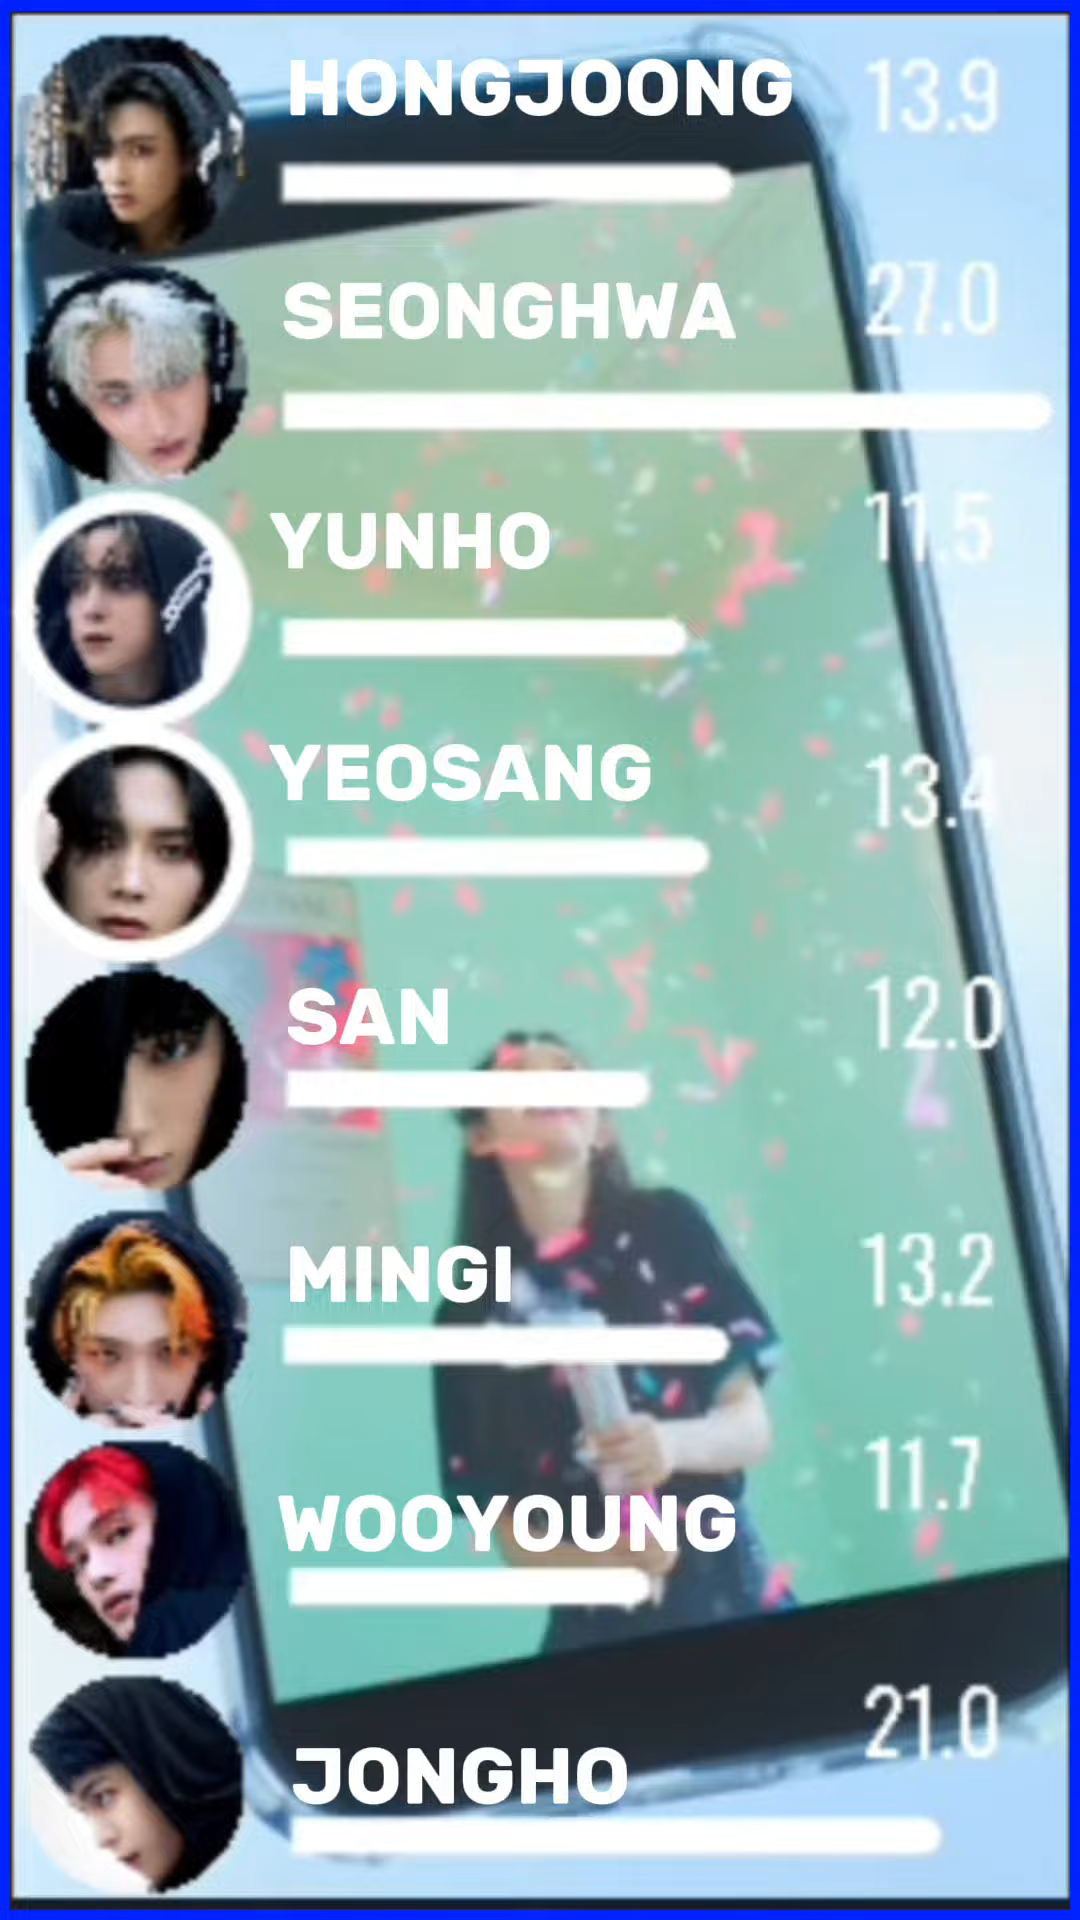 HONGJOONG 13.9
SEONGHWA 27.0
YUNHO 11.5
YEOSANG 13.4
SAN 12.0
MINGI 13.2
WOOYOUNG 11.7
JONGHO 21.0